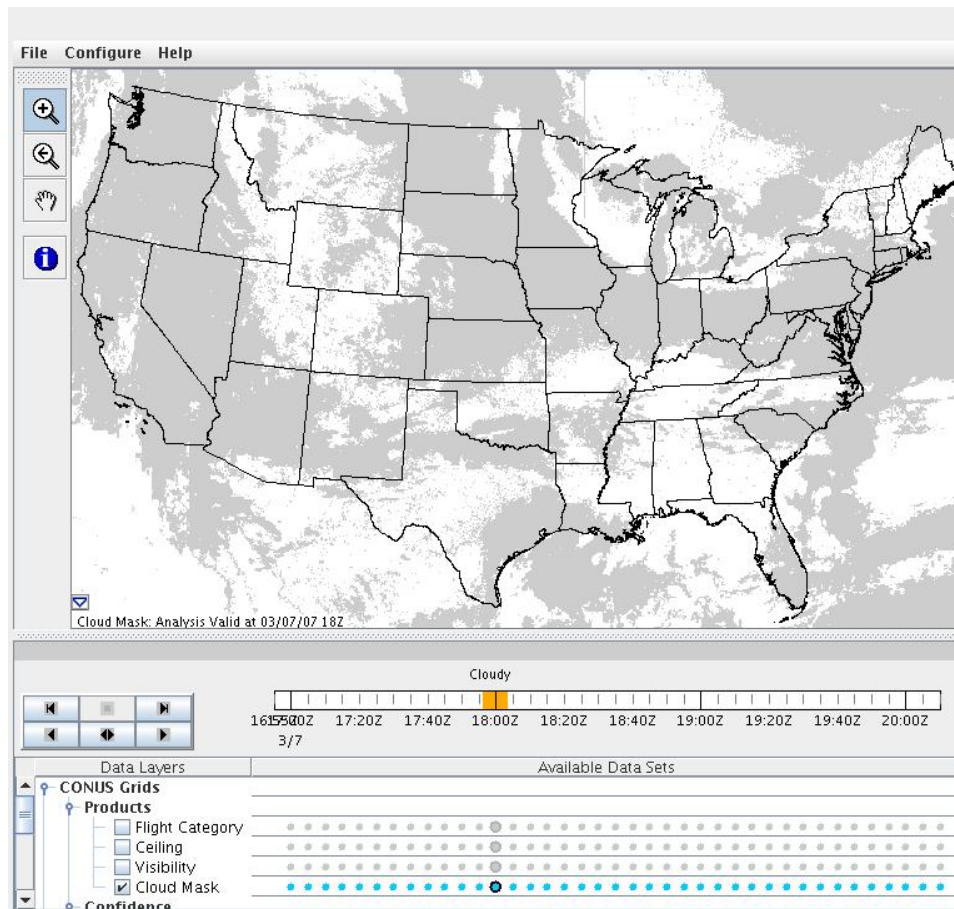 File Configure Help
Cloud Mask: Analysis Valid at 03/07/07 18Z
Cloudy
17:20Z 17:40Z 18:00Z 18:20Z 18:40Z 19:00Z 19:20Z 19:40Z 20:00Z
3/7
Data Layers Available Data Sets
CONUS Grids
Products
Flight Category
Ceiling
Visibility
Cloud Mask
Confidence